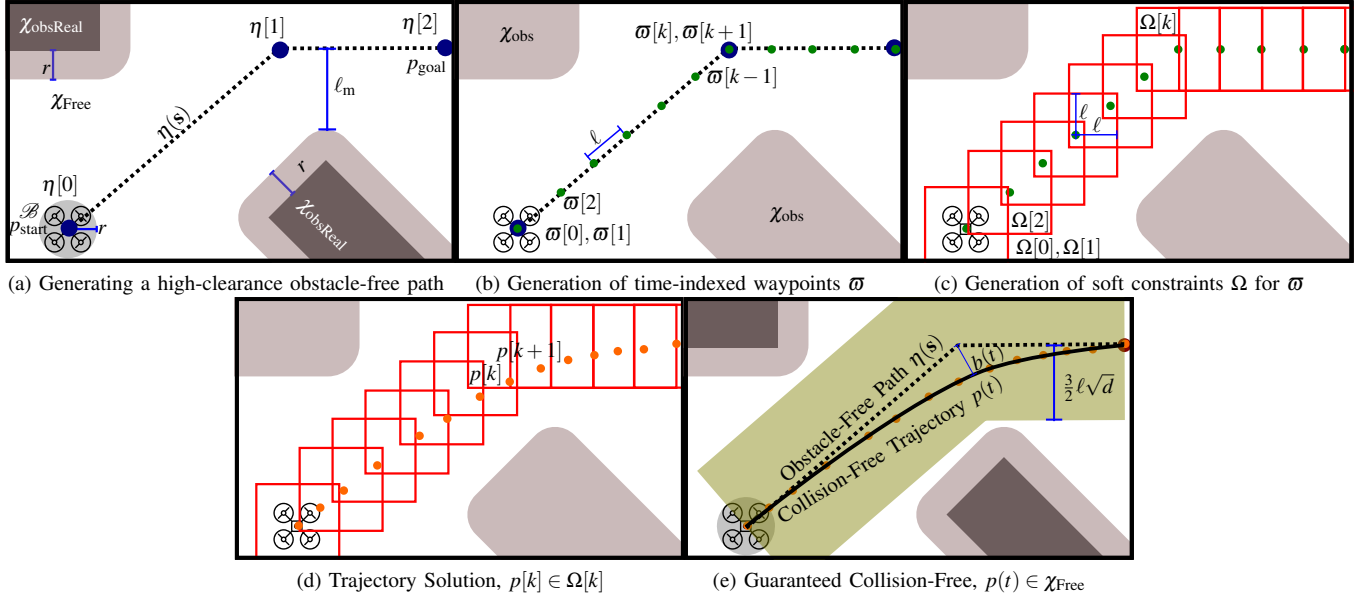 χobsReal
η[1]
η[2]
r
pgoal
ℓm
χFree
η(s)
r
η[0]
ℬ
pstart
r
χobsReal
χobs
ϖ[k], ϖ[k+1]
ϖ[k−1]
ℓ
ϖ[2]
χobs
ϖ[0], ϖ[1]
Ω[k]
ℓ
ℓ
Ω[2]
Ω[0], Ω[1]
(a) Generating a high-clearance obstacle-free path
(b) Generation of time-indexed waypoints ϖ
(c) Generation of soft constraints Ω for ϖ
p[k+1]
p[k]
Obstacle-Free Path η(s)
b(t)
3/2 ℓ√d
Collision-Free Trajectory p(t)
(d) Trajectory Solution, p[k] ∈ Ω[k]
(e) Guaranteed Collision-Free, p(t) ∈ χFree